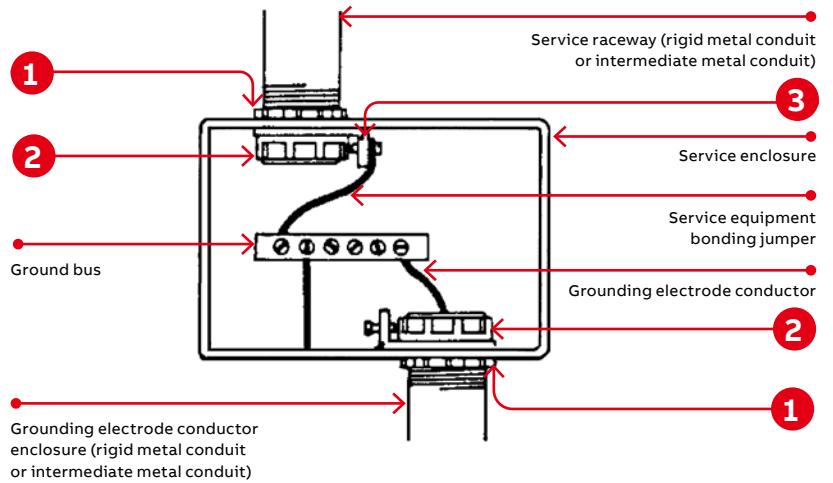 Service raceway (rigid metal conduit
or intermediate metal conduit)
1
3
2
Service enclosure
Service equipment
bonding jumper
Ground bus
Grounding electrode conductor
2
1
Grounding electrode conductor
enclosure (rigid metal conduit
or intermediate metal conduit)